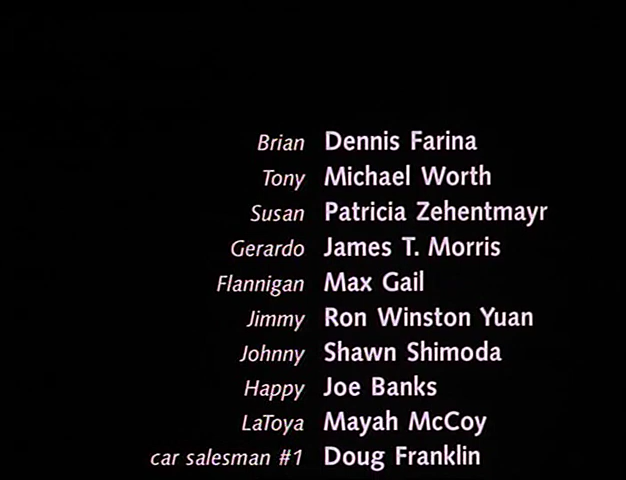 Brian Dennis Farina
Tony Michael Worth
Susan Patricia Zehentmayr
Gerardo James T. Morris
Flannigan Max Gail
Jimmy Ron Winston Yuan
Johnny Shawn Shimoda
Happy Joe Banks
LaToya Mayah McCoy
car salesman #1 Doug Franklin